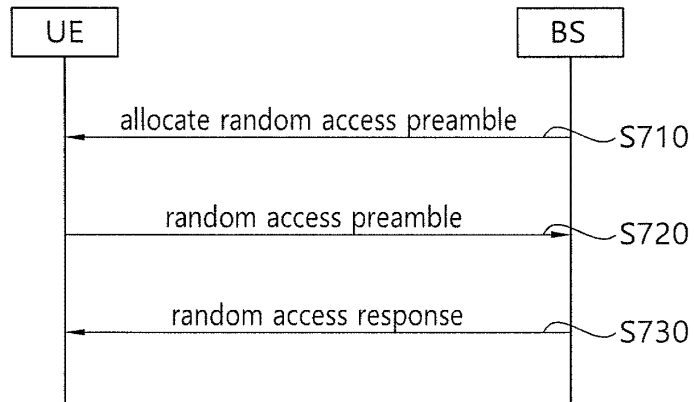 UE
BS
allocate random access preamble
S710
random access preamble
S720
random access response
S730